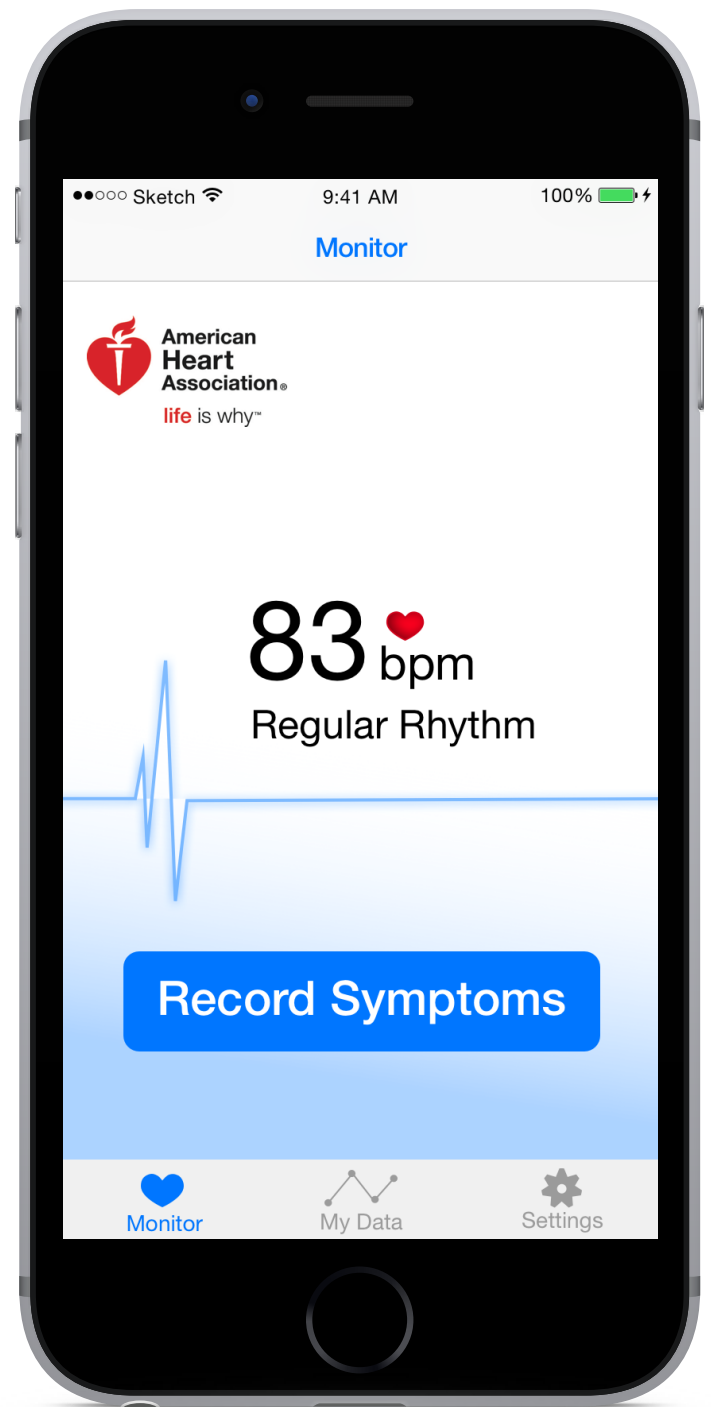 Sketch 9:41 AM 100%
Monitor
American
Heart
Association®
life is why™
83 bpm
Regular Rhythm
Record Symptoms
Monitor My Data Settings